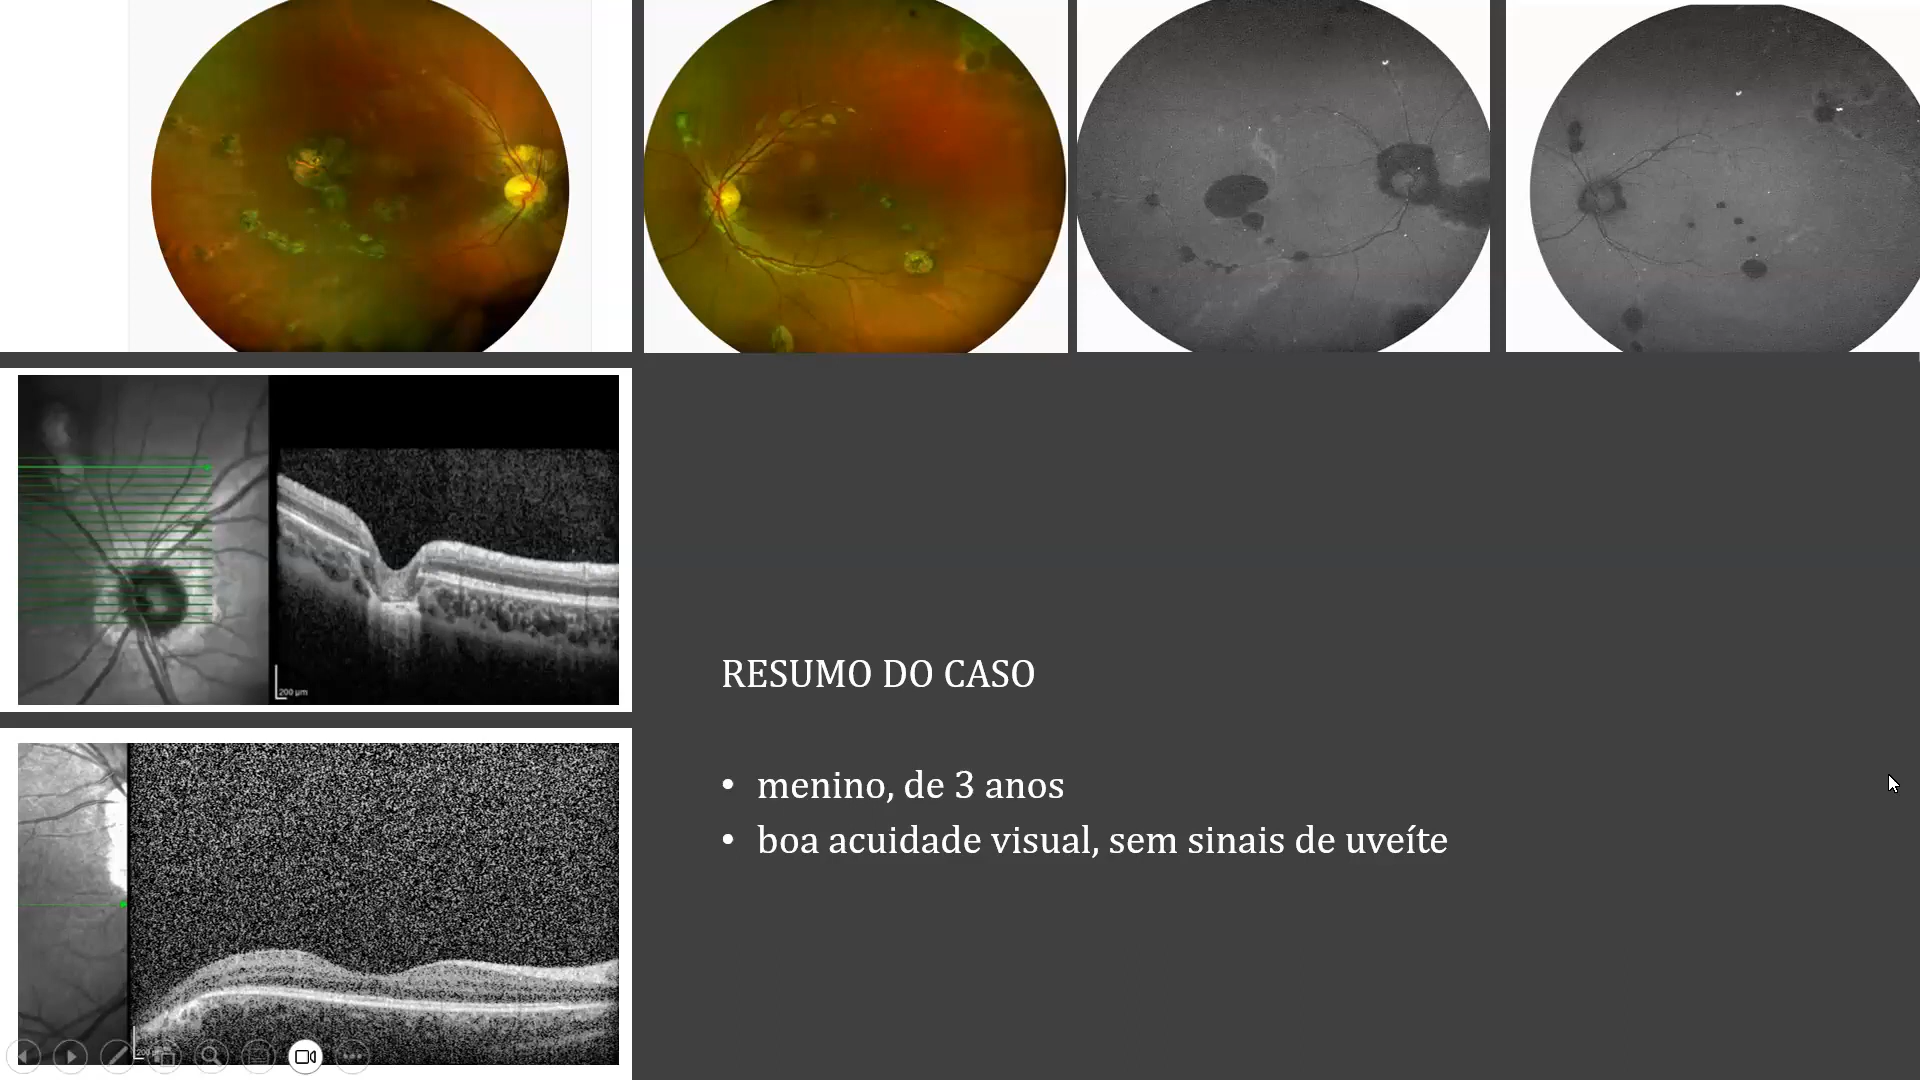 200 µm
RESUMO DO CASO
• menino, de 3 anos
• boa acuidade visual, sem sinais de uveíte